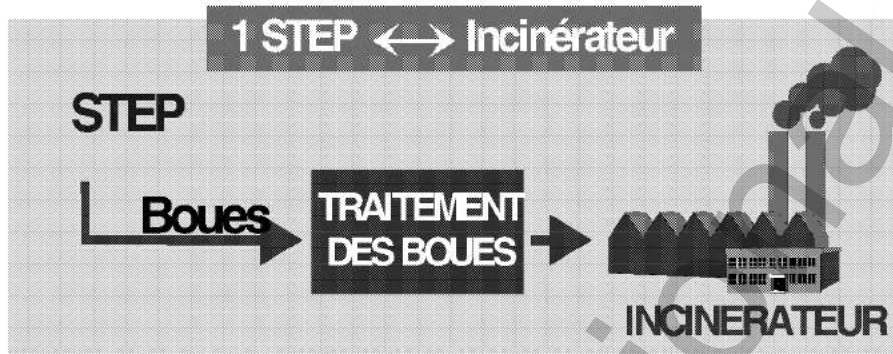 1 STEP ↔ Incinérateur
STEP
Boues
TRAITEMENT
DES BOUES
INCINERATEUR